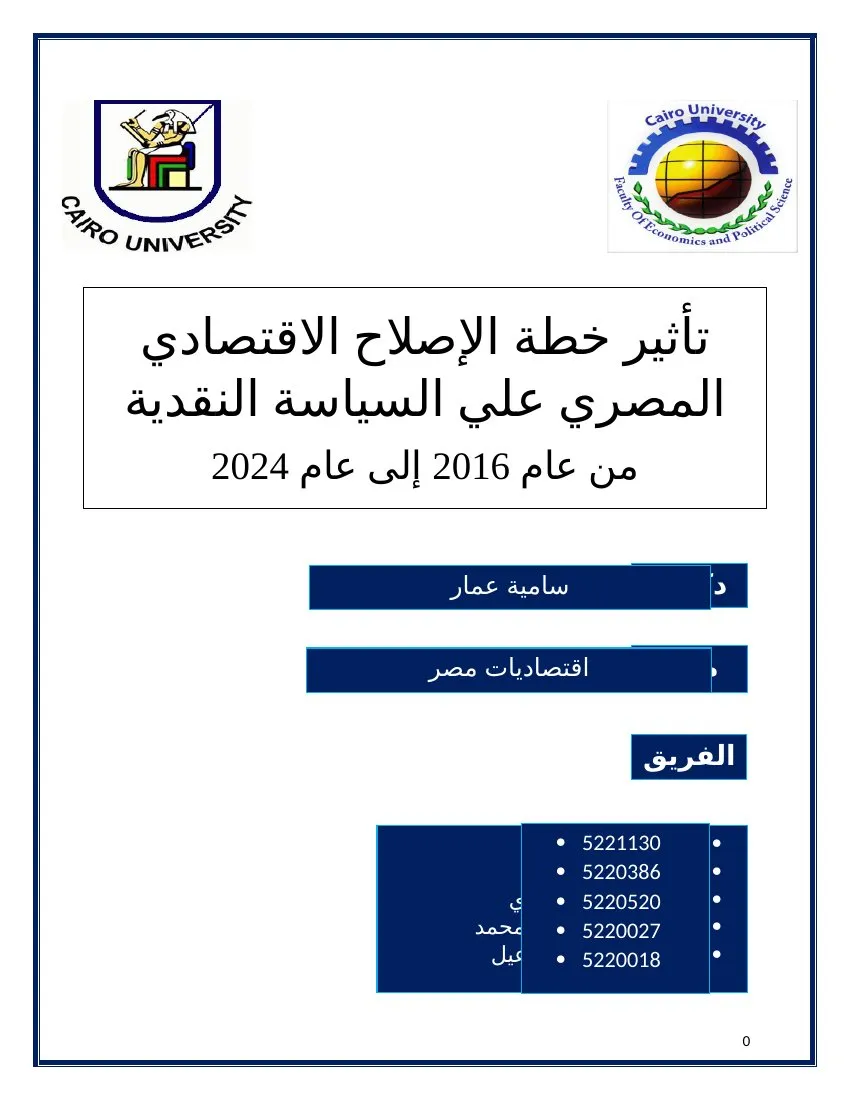 CAIRO UNIVERSITY
Cairo University
Faculty Of Economics and Political Science
تأثير خطة الإصلاح الاقتصادي
المصري علي السياسة النقدية
من عام 2016 إلى عام 2024
سامية عمار
اقتصاديات مصر
الفريق
• 5221130
• 5220386
• 5220520
محمد
• 5220027
• 5220018
0